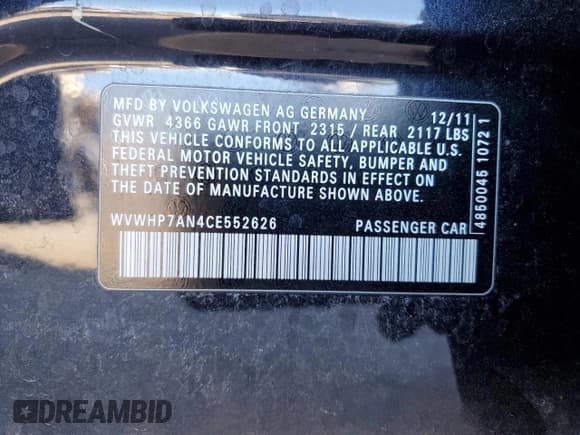 MFD BY VOLKSWAGEN AG GERMANY 12/11
GVWR 4366 GAWR FRONT 2315 / REAR 2117 LBS
THIS VEHICLE CONFORMS TO ALL APPLICABLE U.S.
FEDERAL MOTOR VEHICLE SAFETY, BUMPER AND
THEFT PREVENTION STANDARDS IN EFFECT ON
THE DATE OF MANUFACTURE SHOWN ABOVE.
WVWHP7AN4CE552626 PASSENGER CAR
4850045 1072 1
DREAMBID